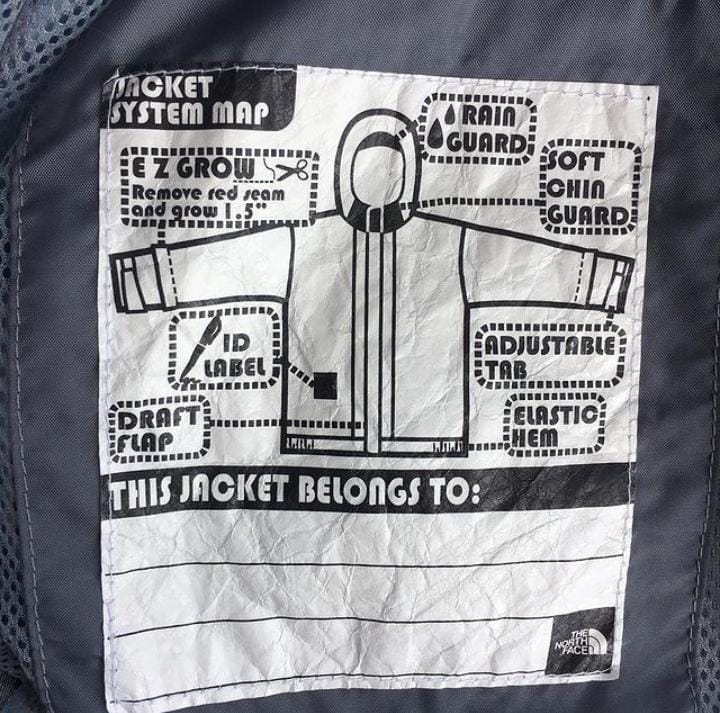 JACKET
SYSTEM MAP
E Z GROW
Remove red seam
and grow 1.5"
RAIN
GUARD
SOFT
CHIN
GUARD
ID
LABEL
ADJUSTABLE
TAB
DRAFT
FLAP
ELASTIC
HEM
THIS JACKET BELONGS TO:
THE
NORTH
FACE